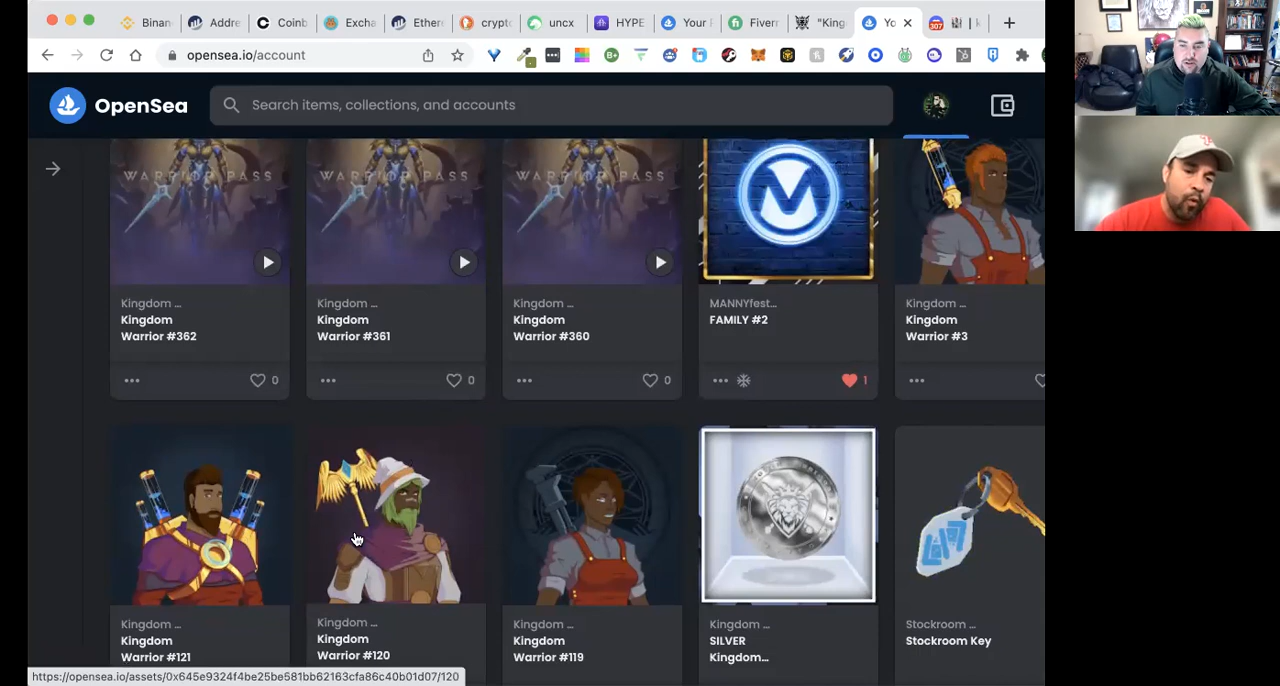 Binan
Addre
Coinb
Excha
Ether
crypto
uncx
HYPE
Your F
Fiverr
"King
Yo
307
opensea.io/account
OpenSea
Search items, collections, and accounts
WARRIOR PASS
WARRIOR PASS
WARRIOR PASS
Kingdom ...
Kingdom
Warrior #362
0
Kingdom ...
Kingdom
Warrior #361
0
Kingdom ...
Kingdom
Warrior #360
0
MANNYfest...
FAMILY #2
1
Kingdom ...
Kingdom
Warrior #3
Kingdom ...
Kingdom
Warrior #121
Kingdom ...
Kingdom
Warrior #120
Kingdom ...
Kingdom
Warrior #119
Kingdom ...
SILVER
Kingdom...
Stockroom ...
Stockroom Key
https://opensea.io/assets/0x645e9324f4be25be581bb62163cfa86c40b01d07/120